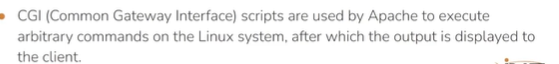 • CGI (Common Gateway Interface) scripts are used by Apache to execute
arbitrary commands on the Linux system, after which the output is displayed to
the client.